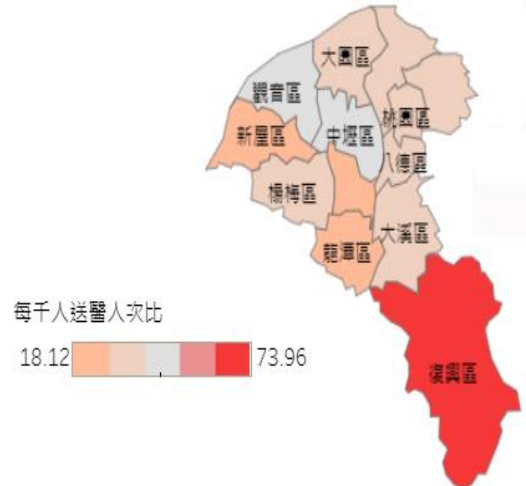 大園區
觀音區
桃園區
新屋區
中壢區
八德區
楊梅區
大溪區
龍潭區
每千人送醫人次比
18.12
73.96
復興區